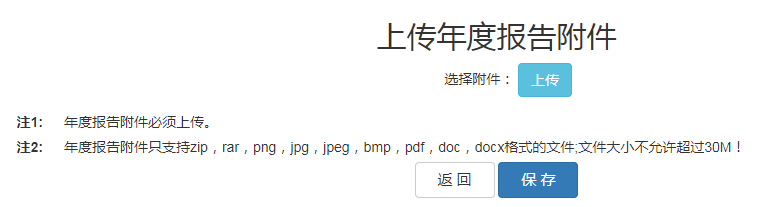 上传年度报告附件
选择附件： 上传
注1: 年度报告附件必须上传。
注2: 年度报告附件只支持zip，rar，png，jpg，jpeg，bmp，pdf，doc，docx格式的文件;文件大小不允许超过30M！
返 回 保 存